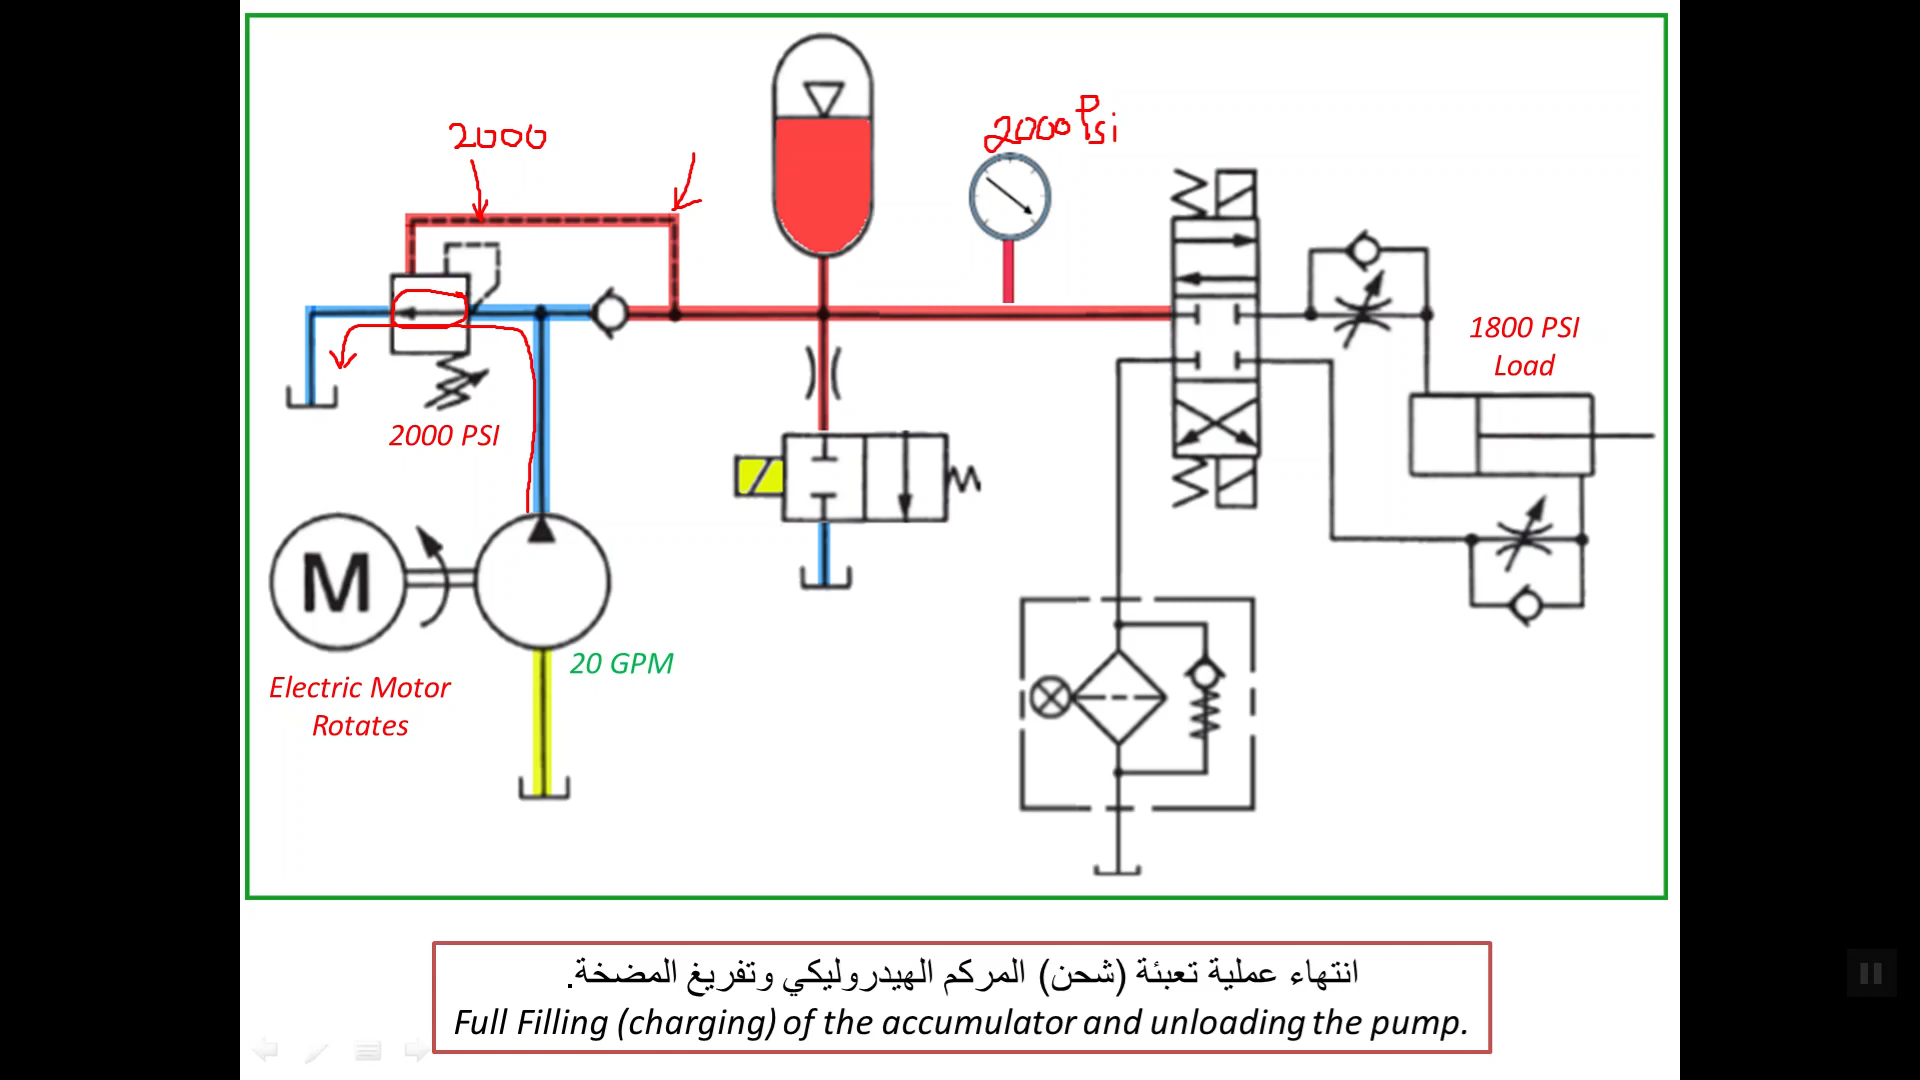 2000
2000 Psi
1800 PSI
Load
2000 PSI
M
20 GPM
Electric Motor
Rotates
انتهاء عملية تعبئة (شحن) المركم الهيدروليكي وتفريغ المضخة.
Full Filling (charging) of the accumulator and unloading the pump.